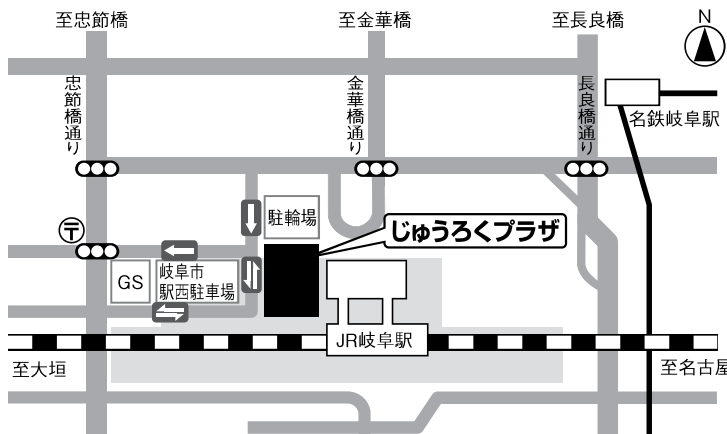 至忠節橋
至金華橋
至長良橋
N
忠節橋通り
金華橋通り
長良橋通り
名鉄岐阜駅
駐輪場
じゅうろくプラザ
〒
GS
岐阜市
駅西駐車場
JR岐阜駅
至大垣
至名古屋